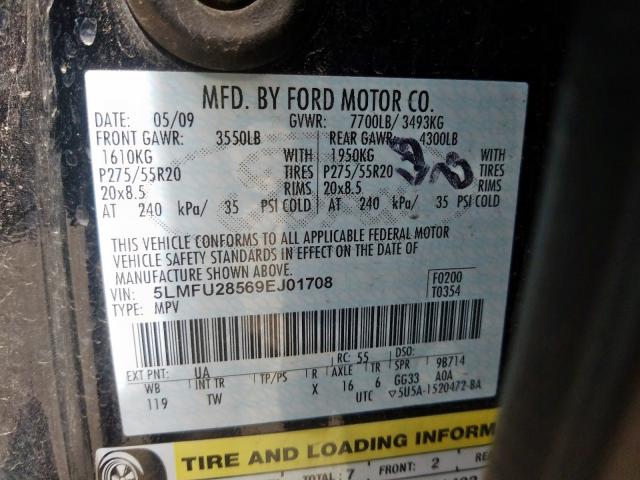 MFD. BY FORD MOTOR CO.
DATE: 05/09 GVWR: 7700LB/ 3493KG
FRONT GAWR: 3550LB REAR GAWR: 4300LB
1610KG WITH 1950KG WITH
P275/55R20 TIRES P275/55R20 TIRES
20x8.5 RIMS 20x8.5 RIMS
AT 240 kPa/ 35 PSI COLD AT 240 kPa/ 35 PSI COLD
THIS VEHICLE CONFORMS TO ALL APPLICABLE FEDERAL MOTOR
VEHICLE SAFETY STANDARDS IN EFFECT ON THE DATE OF
MANUFACTURE SHOWN ABOVE.
VIN: 5LMFU28569EJ01708 F0200
TYPE: MPV T0354
EXT PNT: UA RC: 55 DSO:
WB INT TR TP/PS R AXLE TR SPR 9B714
119 TW X 16 6 GG33 A0A
UTC ▽5U5A-1520472-BA
TIRE AND LOADING INFORM
TOTAL: 7 FRONT: 2 REA